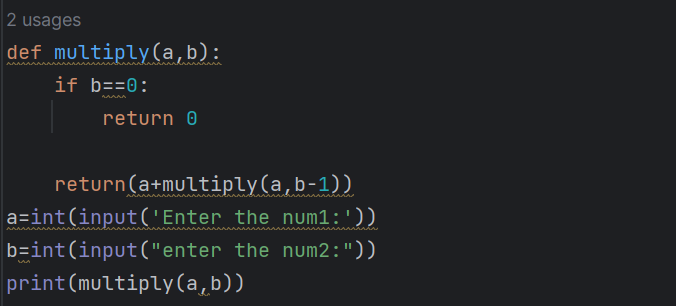 2 usages
def multiply(a,b):
    if b==0:
        return 0
    return(a+multiply(a,b-1))
a=int(input('Enter the num1:'))
b=int(input("enter the num2:"))
print(multiply(a,b))